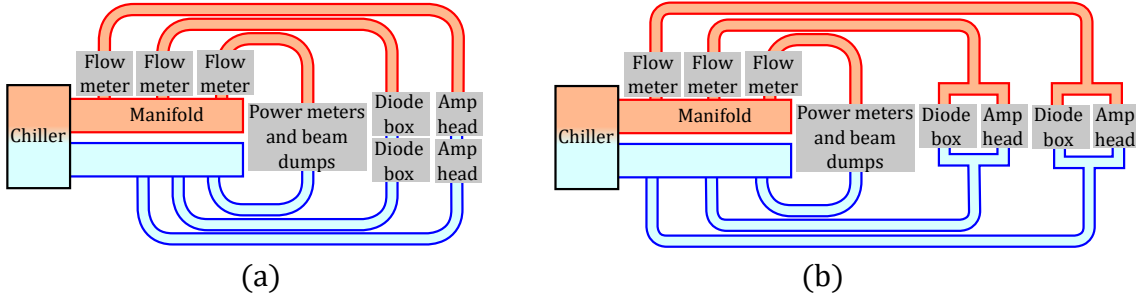 Flow
meter
Flow
meter
Flow
meter
Chiller
Manifold
Power meters
and beam
dumps
Diode
box
Diode
box
Amp
head
Amp
head
(a)
Flow
meter
Flow
meter
Flow
meter
Chiller
Manifold
Power meters
and beam
dumps
Diode
box
Amp
head
Diode
box
Amp
head
(b)